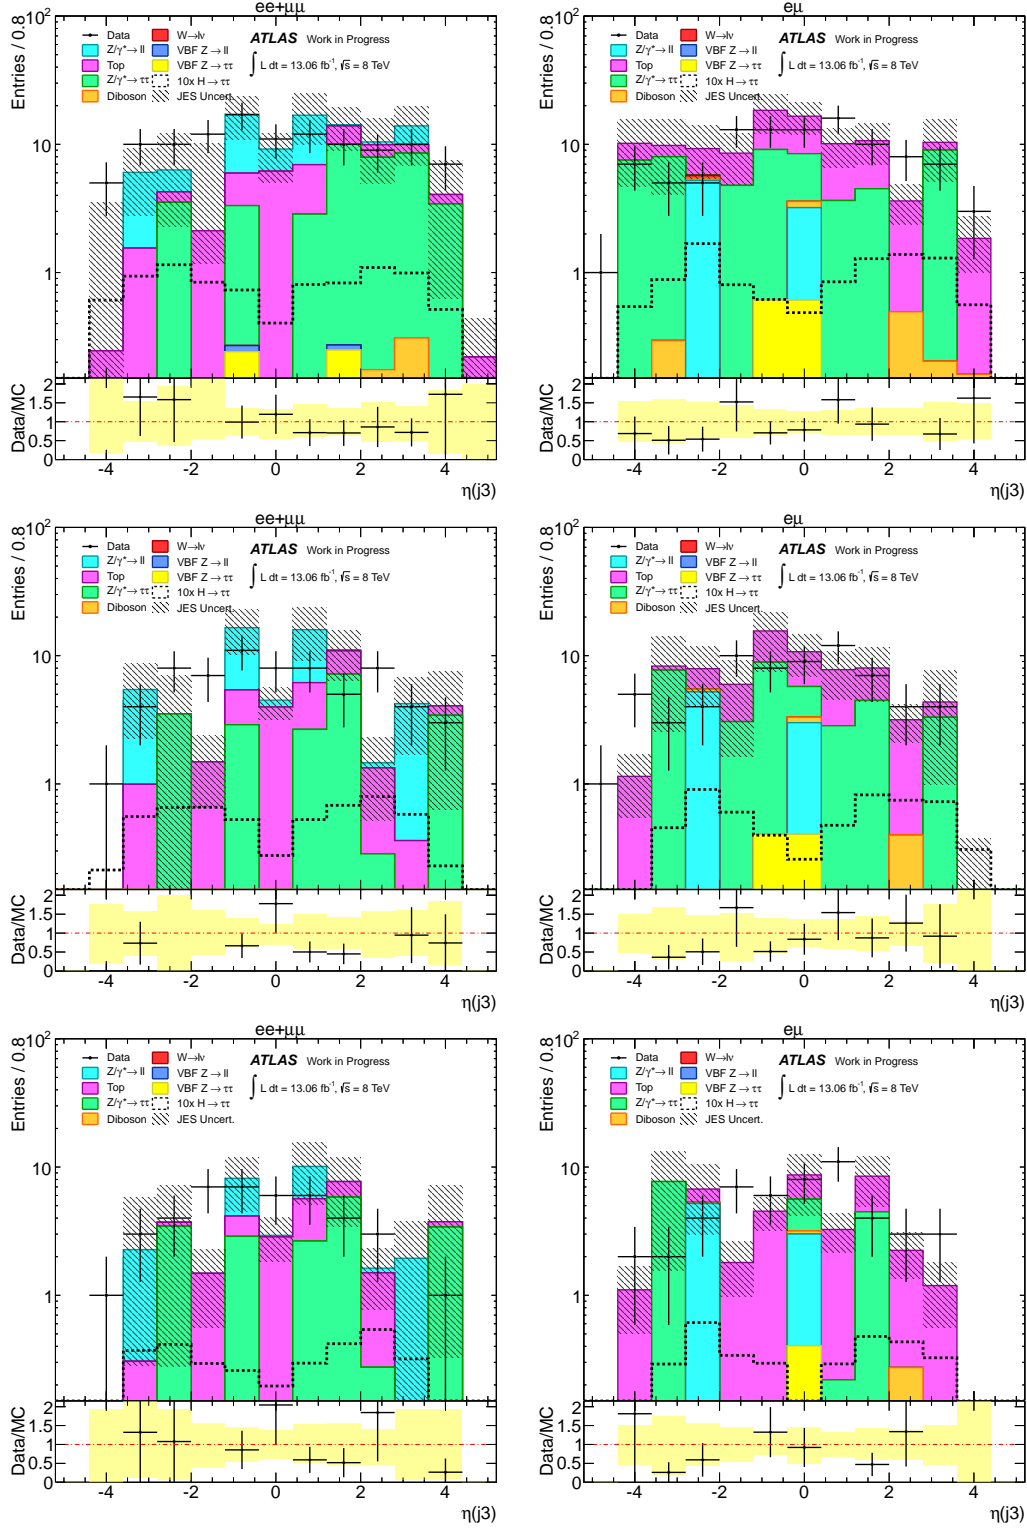 ee+μμ
Entries / 0.8
10²
10
1
Data
Z/γ*→ll
Top
Z/γ*→ττ
Diboson
W→lν
VBF Z→ll
VBF Z→ττ
10x H→ττ
JES Uncert.
ATLAS Work in Progress
∫ L dt = 13.06 fb⁻¹, √s = 8 TeV
Data/MC
2
1.5
1
0.5
0
-4 -2 0 2 4
η(j3)
eμ
Entries / 0.8
10²
10
1
Data
Z/γ*→ll
Top
Z/γ*→ττ
Diboson
W→lν
VBF Z→ll
VBF Z→ττ
10x H→ττ
JES Uncert.
ATLAS Work in Progress
∫ L dt = 13.06 fb⁻¹, √s = 8 TeV
Data/MC
2
1.5
1
0.5
0
-4 -2 0 2 4
η(j3)
ee+μμ
Entries / 0.8
10²
10
1
Data
Z/γ*→ll
Top
Z/γ*→ττ
Diboson
W→lν
VBF Z→ll
VBF Z→ττ
10x H→ττ
JES Uncert.
ATLAS Work in Progress
∫ L dt = 13.06 fb⁻¹, √s = 8 TeV
Data/MC
2
1.5
1
0.5
0
-4 -2 0 2 4
η(j3)
eμ
Entries / 0.8
10²
10
1
Data
Z/γ*→ll
Top
Z/γ*→ττ
Diboson
W→lν
VBF Z→ll
VBF Z→ττ
10x H→ττ
JES Uncert.
ATLAS Work in Progress
∫ L dt = 13.06 fb⁻¹, √s = 8 TeV
Data/MC
2
1.5
1
0.5
0
-4 -2 0 2 4
η(j3)
ee+μμ
Entries / 0.8
10²
10
1
Data
Z/γ*→ll
Top
Z/γ*→ττ
Diboson
W→lν
VBF Z→ll
VBF Z→ττ
10x H→ττ
JES Uncert.
ATLAS Work in Progress
∫ L dt = 13.06 fb⁻¹, √s = 8 TeV
Data/MC
2
1.5
1
0.5
0
-4 -2 0 2 4
η(j3)
eμ
Entries / 0.8
10²
10
1
Data
Z/γ*→ll
Top
Z/γ*→ττ
Diboson
W→lν
VBF Z→ll
VBF Z→ττ
10x H→ττ
JES Uncert.
ATLAS Work in Progress
∫ L dt = 13.06 fb⁻¹, √s = 8 TeV
Data/MC
2
1.5
1
0.5
0
-4 -2 0 2 4
η(j3)